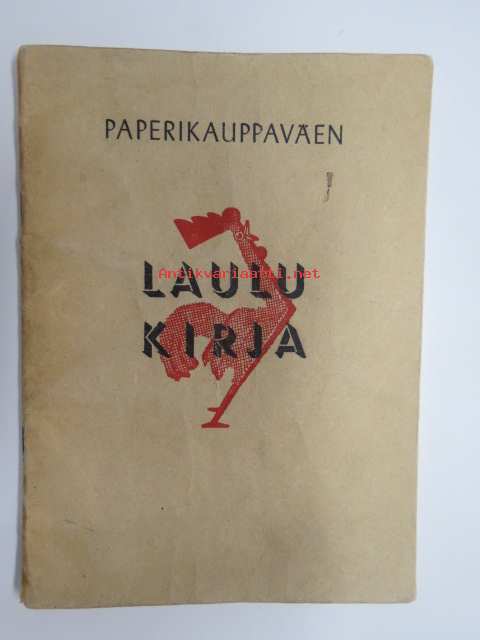 PAPERIKAUPPAVÄEN
LAULU
Antikvariaatti.net
KIRJA